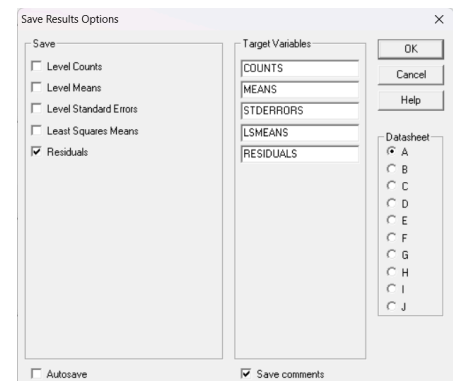 Save Results Options
Save
Level Counts
Level Means
Level Standard Errors
Least Squares Means
Residuals
Target Variables
COUNTS
MEANS
STDERRORS
LSMEANS
RESIDUALS
OK
Cancel
Help
Datasheet
A
B
C
D
E
F
G
H
I
J
Autosave
Save comments